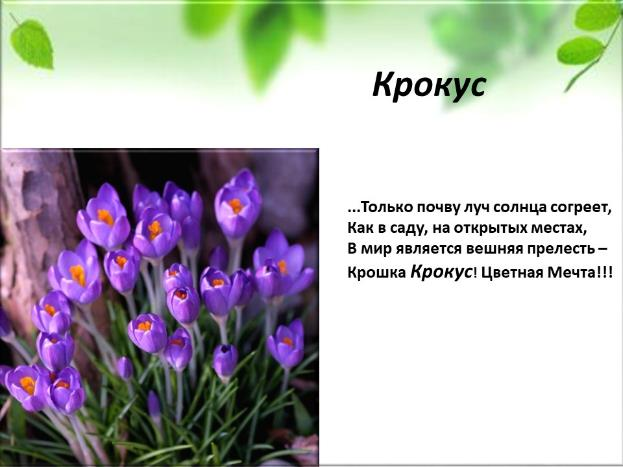 Крокус
...Только почву луч солнца согреет,
Как в саду, на открытых местах,
В мир является вешняя прелесть –
Крошка Крокус! Цветная Мечта!!!